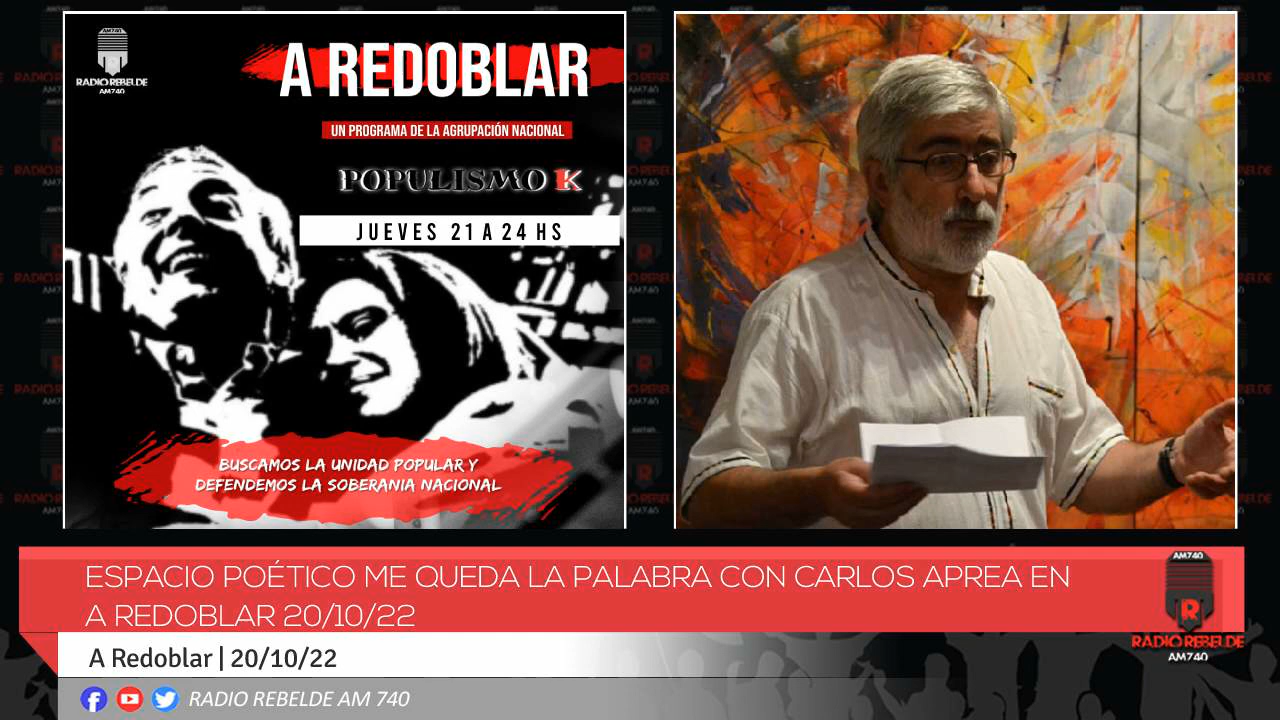 AM740
RADIO REBELDE
AM740
A REDOBLAR
UN PROGRAMA DE LA AGRUPACIÓN NACIONAL
POPULISMO K
JUEVES 21 A 24 HS
BUSCAMOS LA UNIDAD POPULAR Y
DEFENDEMOS LA SOBERANIA NACIONAL
ESPACIO POÉTICO ME QUEDA LA PALABRA CON CARLOS APREA EN
A REDOBLAR 20/10/22
AM740
R
RADIO REBELDE
AM740
A Redoblar | 20/10/22
RADIO REBELDE AM 740